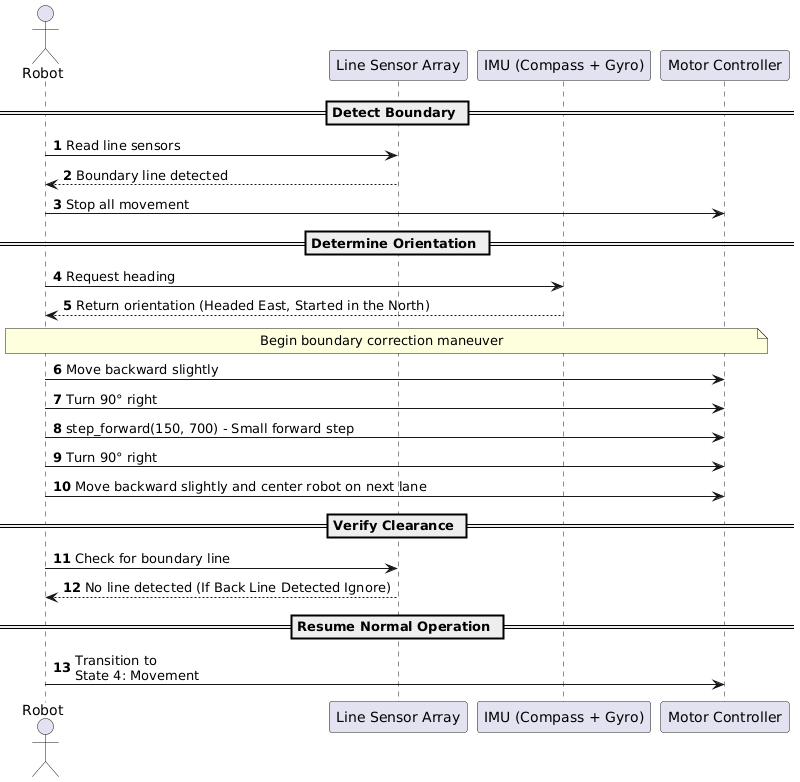 Robot
Line Sensor Array
IMU (Compass + Gyro)
Motor Controller
Detect Boundary
1 Read line sensors
2 Boundary line detected
3 Stop all movement
Determine Orientation
4 Request heading
5 Return orientation (Headed East, Started in the North)
Begin boundary correction maneuver
6 Move backward slightly
7 Turn 90° right
8 step_forward(150, 700) - Small forward step
9 Turn 90° right
10 Move backward slightly and center robot on next lane
Verify Clearance
11 Check for boundary line
12 No line detected (If Back Line Detected Ignore)
Resume Normal Operation
13 Transition to
State 4: Movement
Robot
Line Sensor Array
IMU (Compass + Gyro)
Motor Controller